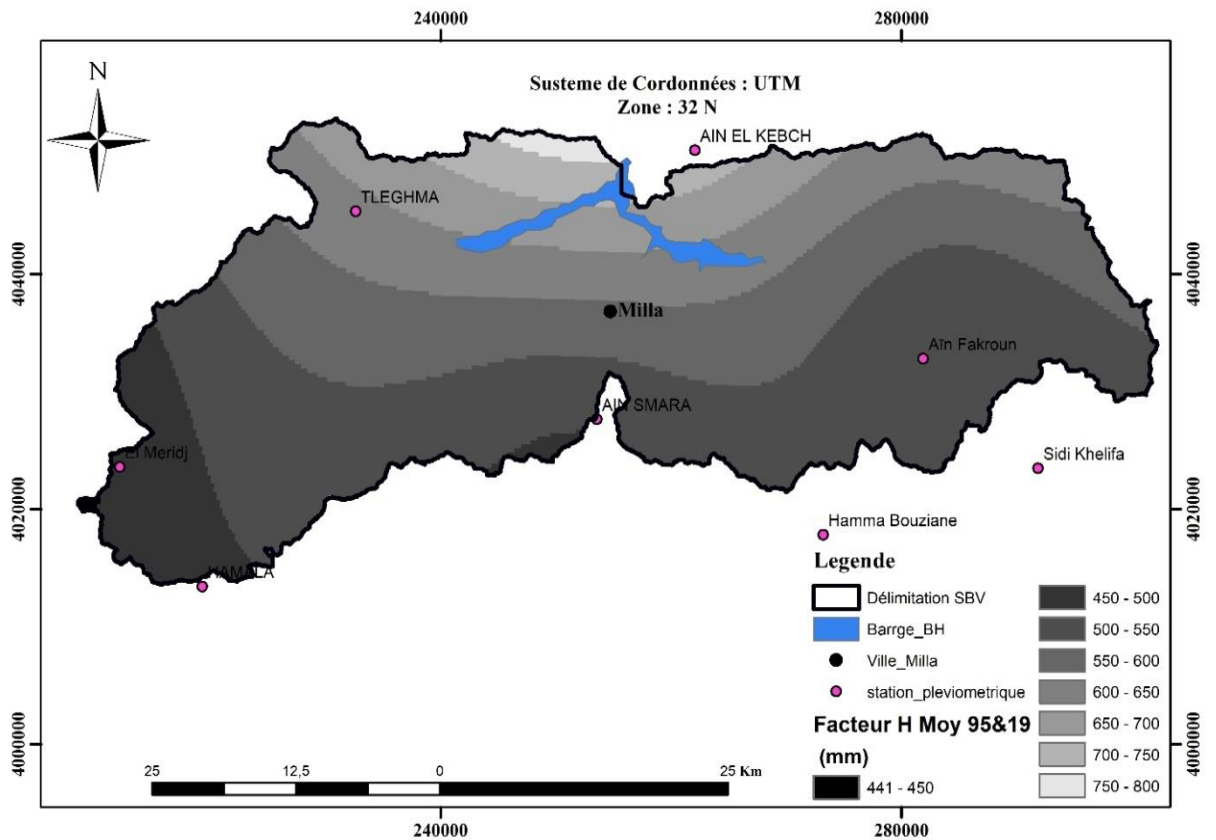 240000
280000
N
Susteme de Cordonnées : UTM
Zone : 32 N
AIN EL KEBCH
TLEGHMA
4040000
4040000
Milla
Aïn Fakroun
AIN SMARA
El Meridj
Sidi Khelifa
4020000
4020000
Hamma Bouziane
HAMALA
Legende
Délimitation SBV
Barrge_BH
Ville_Milla
station_pleviometrique
Facteur H Moy 95&19
(mm)
441 - 450
450 - 500
500 - 550
550 - 600
600 - 650
650 - 700
700 - 750
750 - 800
4000000
4000000
25
12,5
0
25 Km
240000
280000